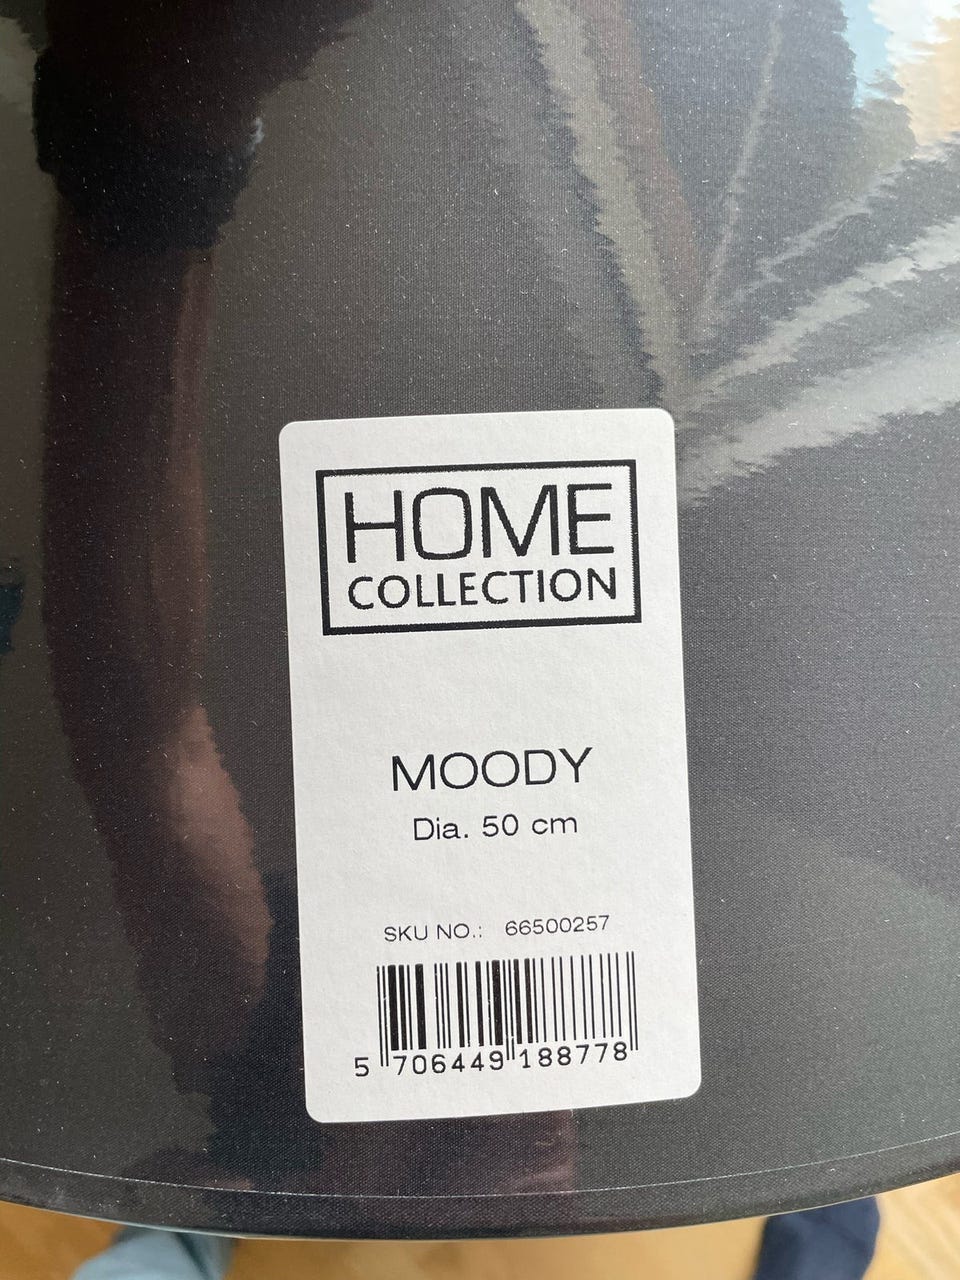 HOME
COLLECTION
MOODY
Dia. 50 cm
SKU NO.: 66500257
5 706449 188778